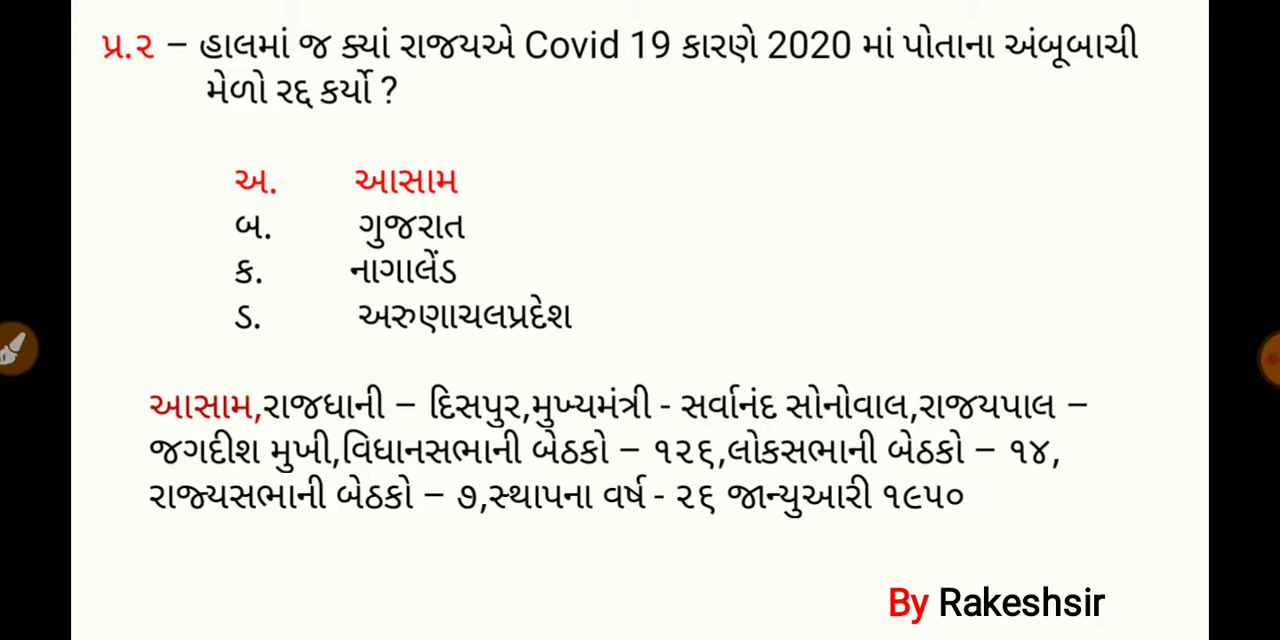 પ્ર.૨ – હાલમાં જ ક્યાં રાજયએ Covid 19 કારણે 2020 માં પોતાના અંબૂબાચી
મેળો રદ્દ કર્યો ?
અ. આસામ
બ. ગુજરાત
ક. નાગાલેંડ
ડ. અરુણાચલપ્રદેશ
આસામ,રાજધાની – દિસપુર,મુખ્યમંત્રી - સર્વાનંદ સોનોવાલ,રાજયપાલ –
જગદીશ મુખી,વિધાનસભાની બેઠકો – ૧૨૬,લોકસભાની બેઠકો – ૧૪,
રાજ્યસભાની બેઠકો – ૭,સ્થાપના વર્ષ - ૨૬ જાન્યુઆરી ૧૯૫૦
By Rakeshsir